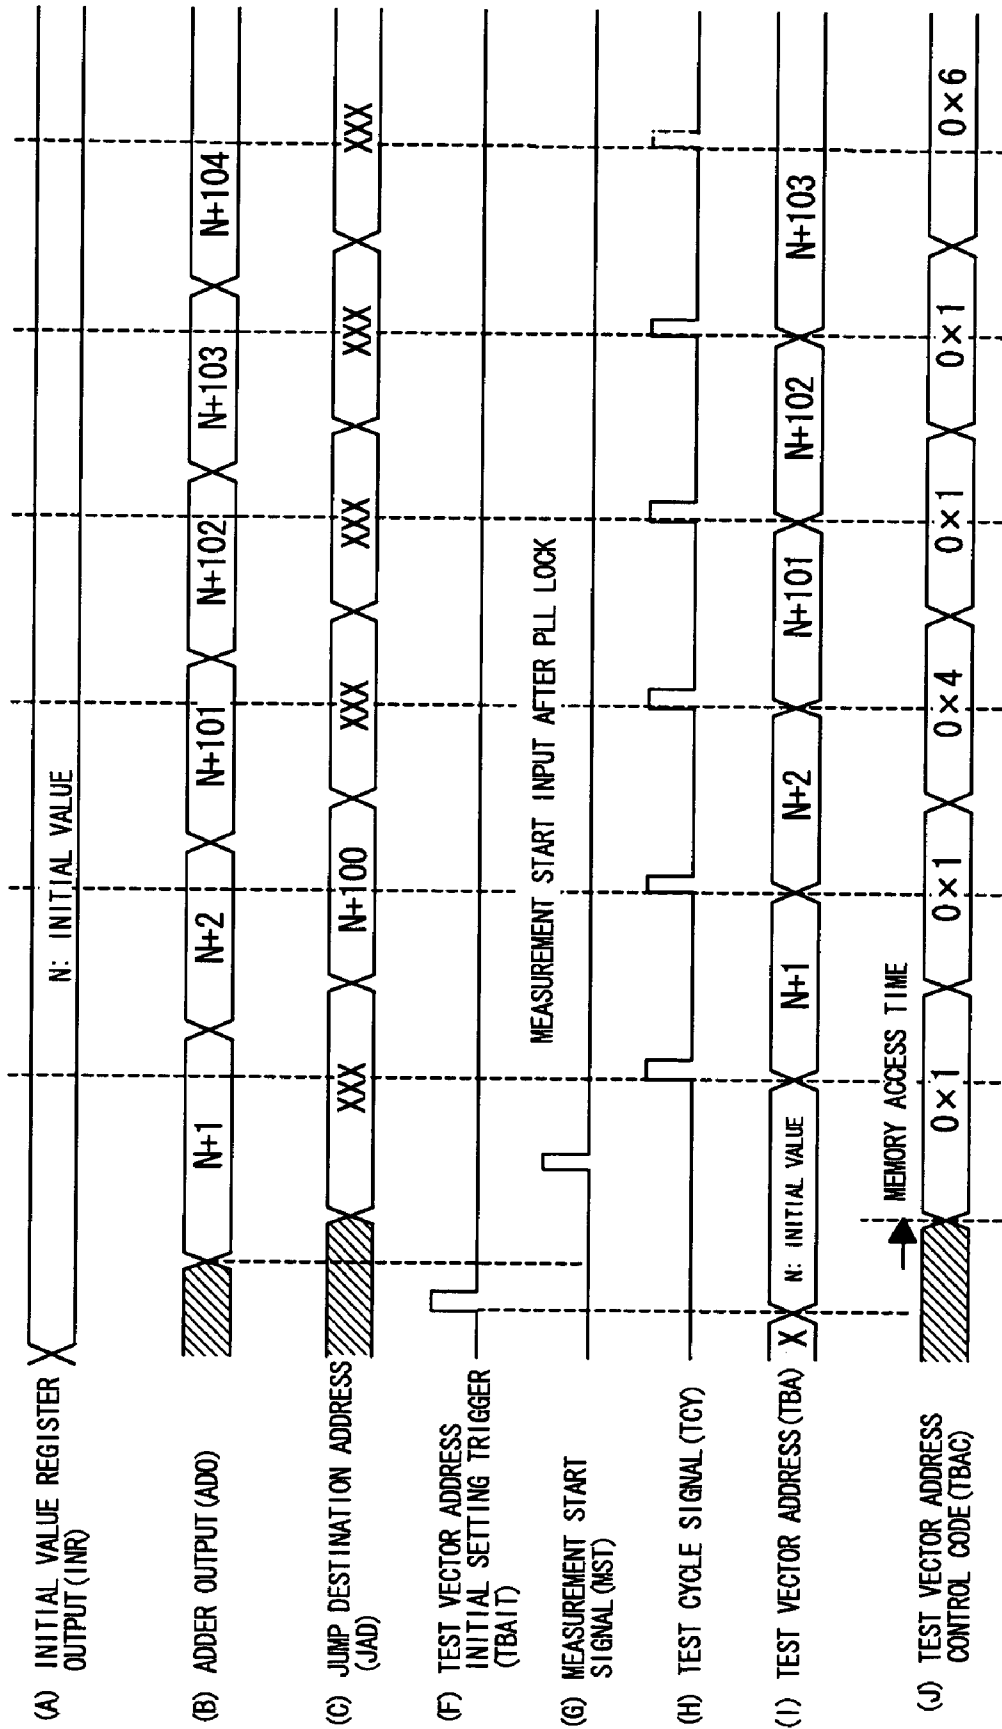 (A) INITIAL VALUE REGISTER
OUTPUT(INR)
N: INITIAL VALUE
(B) ADDER OUTPUT(ADO)
N+1
N+2
N+101
N+102
N+103
N+104
(C) JUMP DESTINATION ADDRESS
(JAD)
XXX
N+100
XXX
XXX
XXX
XXX
(F) TEST VECTOR ADDRESS
INITIAL SETTING TRIGGER
(TBAIT)
(G) MEASUREMENT START
SIGNAL(MST)
MEASUREMENT START INPUT AFTER PLL LOCK
(H) TEST CYCLE SIGNAL(TCY)
(I) TEST VECTOR ADDRESS(TBA)
X
N: INITIAL VALUE
N+1
N+2
N+101
N+102
N+103
MEMORY ACCESS TIME
(J) TEST VECTOR ADDRESS
CONTROL CODE(TBAC)
0×1
0×1
0×4
0×1
0×1
0×6